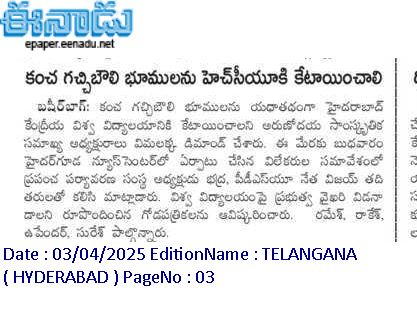 ఈనాడు
epaper.eenadu.net
కంచ గచ్చిబౌలి భూములను హెచ్‌సీయూకి కేటాయించాలి
బషీర్‌బాగ్: కంచ గచ్చిబౌలి భూములను యధాతథంగా హైదరాబాద్
కేంద్రీయ విశ్వ విద్యాలయానికి కేటాయించాలని అరుణోదయ సాంస్కృతిక
సమాఖ్య అధ్యక్షురాలు విమలక్క డిమాండ్ చేశారు. ఈ మేరకు బుధవారం
హైదర్‌గూడ న్యూస్‌సెంటర్‌లో ఏర్పాటు చేసిన విలేకరుల సమావేశంలో
ప్రపంచ పర్యావరణ సంస్థ అధ్యక్షుడు భద్ర, పీడీఎస్‌యూ నేత విజయ్ తది
తరులతో కలిసి మాట్లాడారు. విశ్వ విద్యాలయంపై ప్రభుత్వ వైఖరి విడనా
డాలని రూపొందించిన గోడపత్రికలను ఆవిష్కరించారు. రమేశ్, రాకేశ్,
ఉపేందర్, సురేశ్ పాల్గొన్నారు.
Date : 03/04/2025 EditionName : TELANGANA
( HYDERABAD ) PageNo : 03